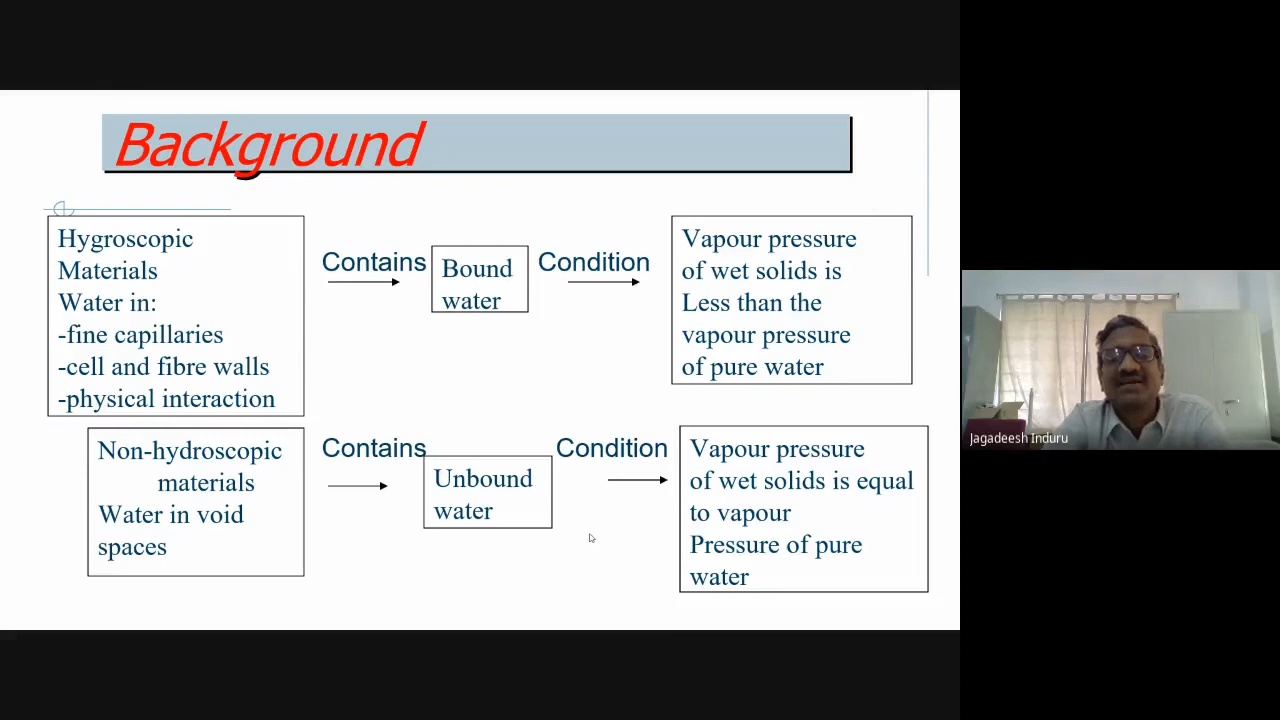 Background
Hygroscopic
Materials
Water in:
-fine capillaries
-cell and fibre walls
-physical interaction
Contains
Bound
water
Condition
Vapour pressure
of wet solids is
Less than the
vapour pressure
of pure water
Non-hydroscopic
materials
Water in void
spaces
Contains
Unbound
water
Condition
Vapour pressure
of wet solids is equal
to vapour
Pressure of pure
water
Jagadeesh Induru